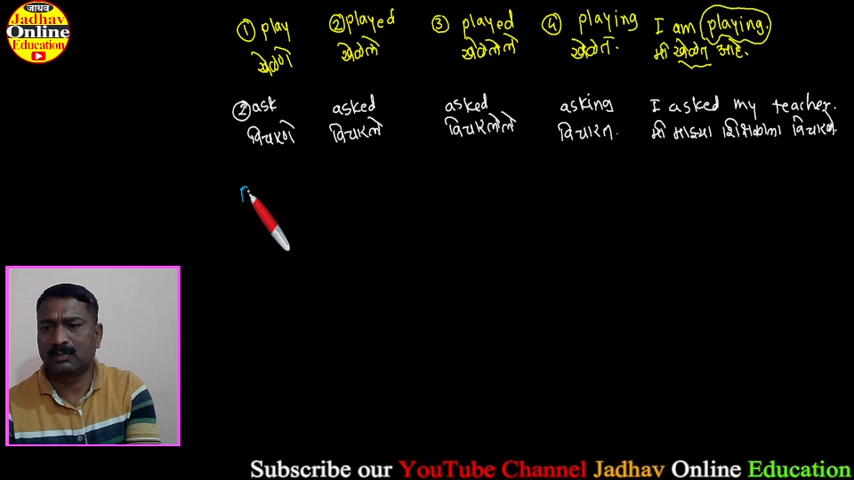 जाधव
Jadhav
Online
Education
① play ② played ③ played ④ playing I am playing.
खेळणे खेळले खेळलेले खेळत. मी खेळत आहे.
② ask asked asked asking I asked my teacher.
विचारणे विचारले विचारलेले विचारत. मी माझ्या शिक्षकांना विचारले.
Subscribe our YouTube Channel Jadhav Online Education